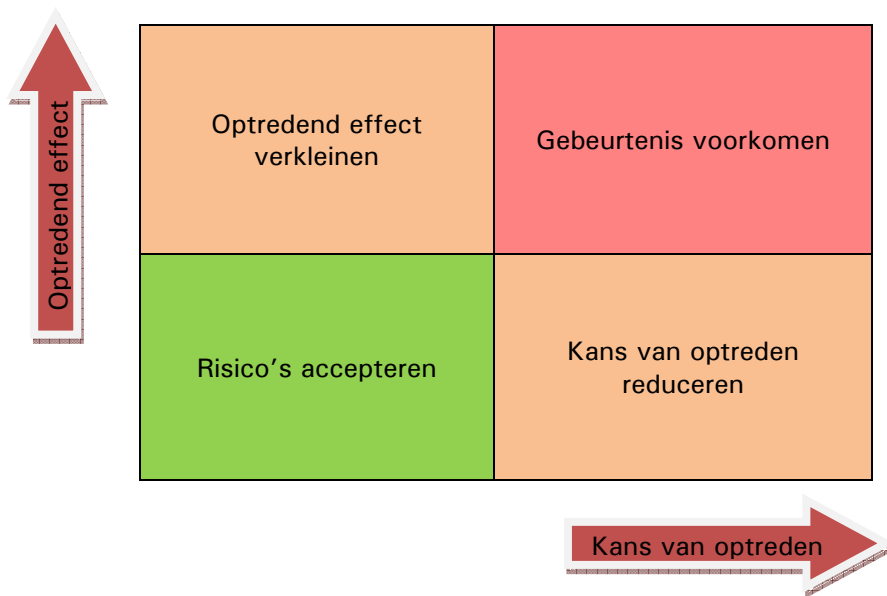 Optredend effect
Optredend effect
verkleinen
Gebeurtenis voorkomen
Risico's accepteren
Kans van optreden
reduceren
Kans van optreden